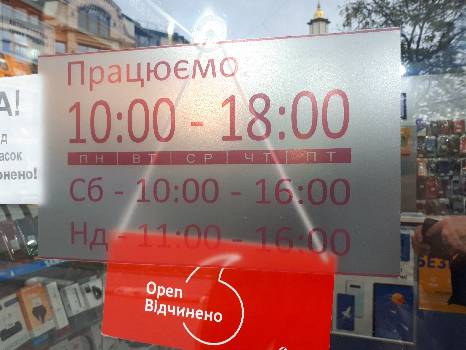 Працюємо
10:00 - 18:00
ПН ВТ СР ЧТ ПТ
Сб - 10:00 - 16:00
Нд - 11:00 - 16:00
Open
Відчинено
А!
БЕЗ